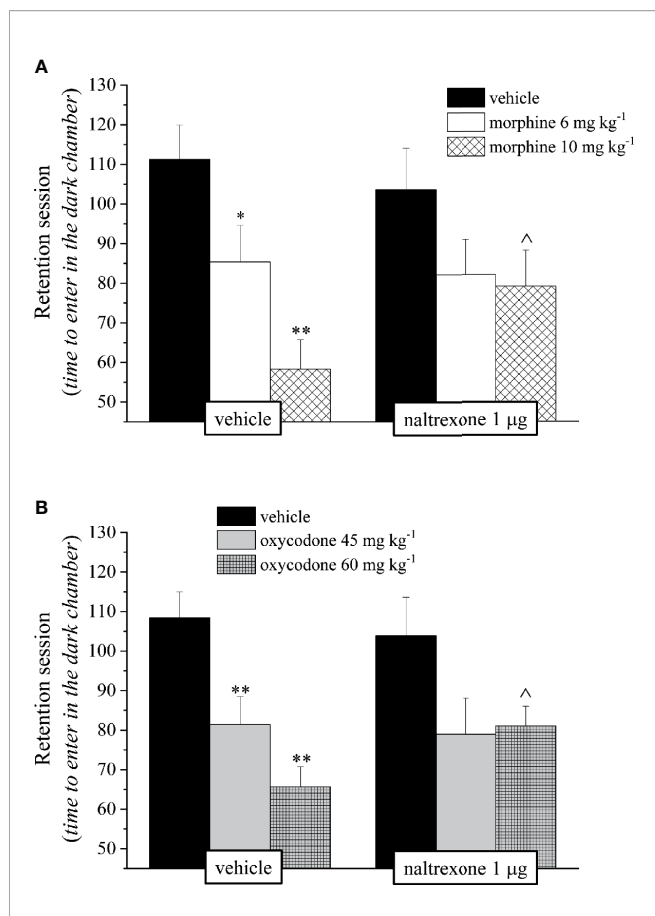 A
130
120
110
100
90
80
70
60
50
Retention session
(time to enter in the dark chamber)
vehicle
morphine 6 mg kg⁻¹
morphine 10 mg kg⁻¹
*
**
^
vehicle
naltrexone 1 µg
B
130
120
110
100
90
80
70
60
50
Retention session
(time to enter in the dark chamber)
vehicle
oxycodone 45 mg kg⁻¹
oxycodone 60 mg kg⁻¹
**
**
^
vehicle
naltrexone 1 µg